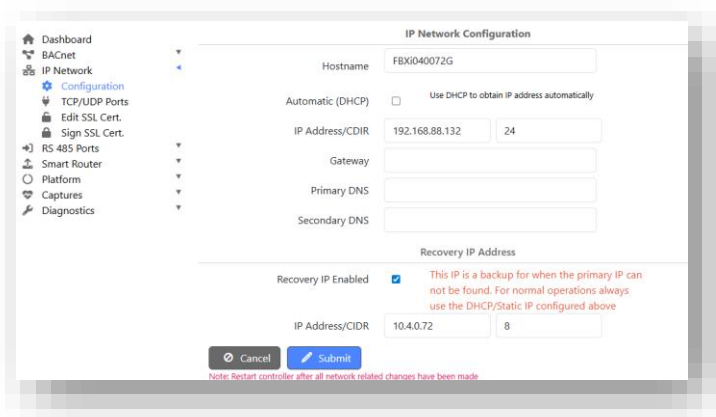 Dashboard
BACnet
IP Network
Configuration
TCP/UDP Ports
Edit SSL Cert.
Sign SSL Cert.
RS 485 Ports
Smart Router
Platform
Captures
Diagnostics
IP Network Configuration
Hostname FBXi040072G
Automatic (DHCP) Use DHCP to obtain IP address automatically
IP Address/CDIR 192.168.88.132 24
Gateway
Primary DNS
Secondary DNS
Recovery IP Address
Recovery IP Enabled This IP is a backup for when the primary IP can
not be found. For normal operations always
use the DHCP/Static IP configured above
IP Address/CIDR 10.4.0.72 8
Cancel Submit
Note: Restart controller after all network related changes have been made